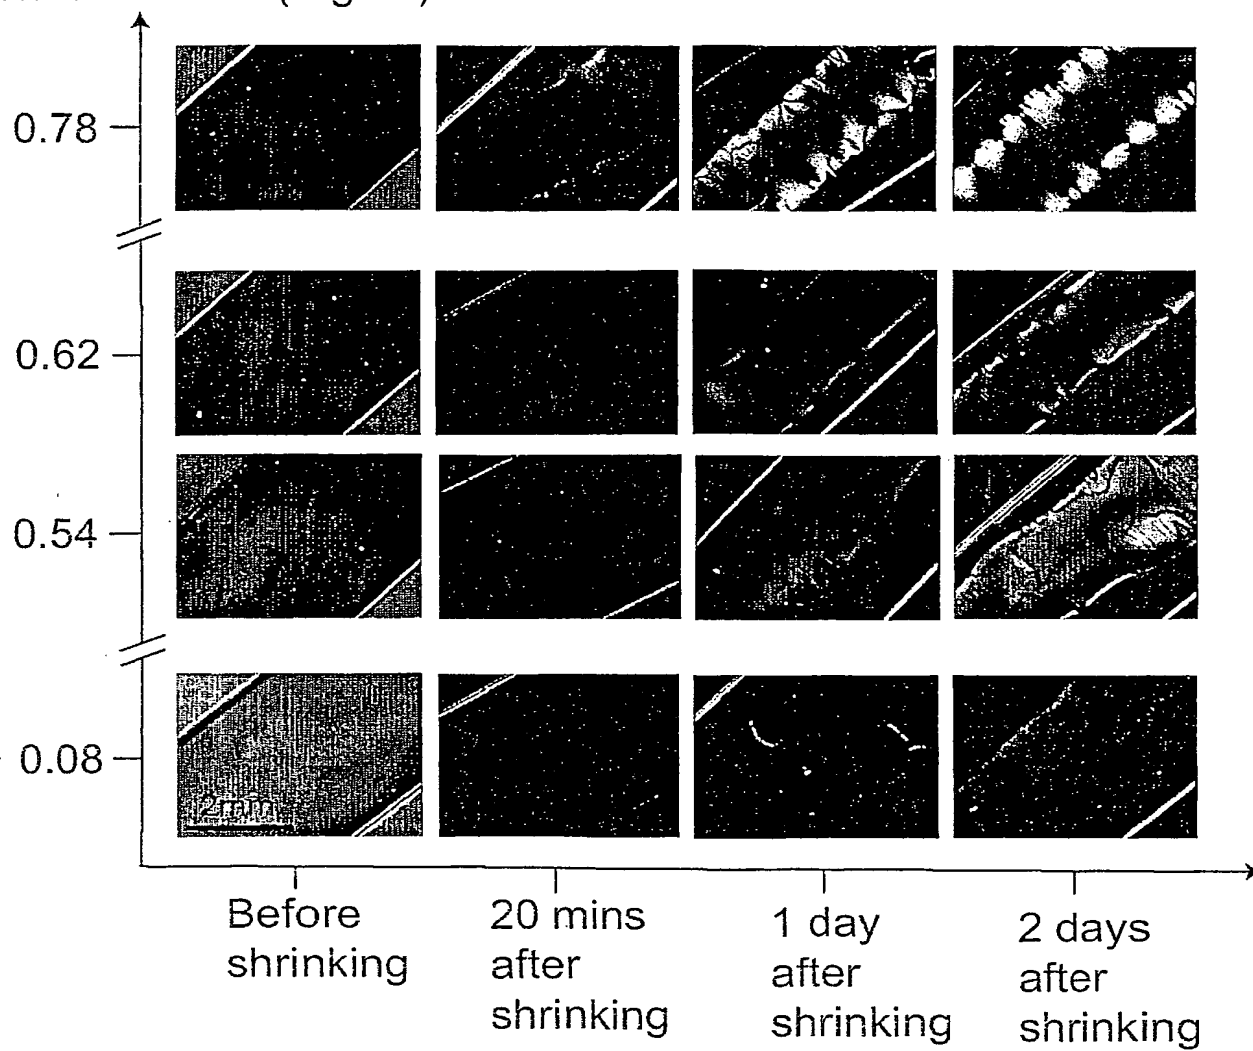 0.78
0.62
0.54
0.08
2mm
Before
shrinking
20 mins
after
shrinking
1 day
after
shrinking
2 days
after
shrinking